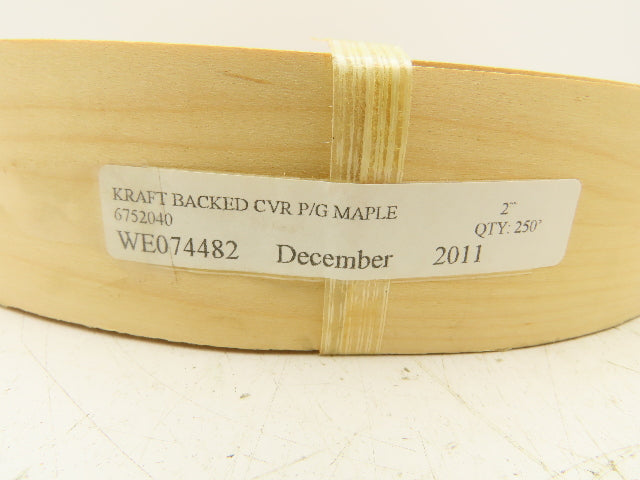 KRAFT BACKED CVR P/G MAPLE 2"
6752040 QTY: 250'
WE074482 December 2011